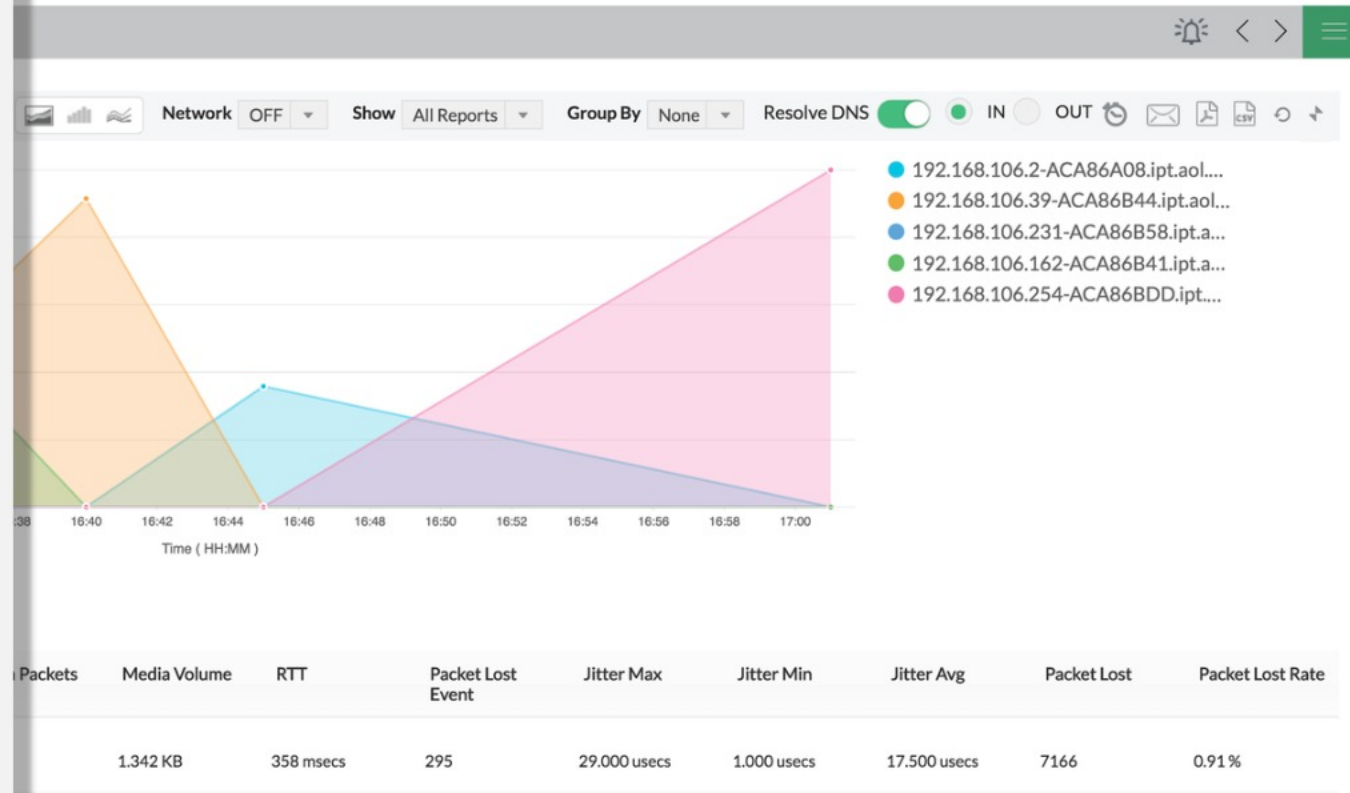 Network OFF Show All Reports Group By None Resolve DNS IN OUT CSV
192.168.106.2-ACA86A08.ipt.aol....
192.168.106.39-ACA86B44.ipt.aol...
192.168.106.231-ACA86B58.ipt.a...
192.168.106.162-ACA86B41.ipt.a...
192.168.106.254-ACA86BDD.ipt....
:38 16:40 16:42 16:44 16:46 16:48 16:50 16:52 16:54 16:56 16:58 17:00
Time ( HH:MM )
Packets Media Volume RTT Packet Lost Jitter Max Jitter Min Jitter Avg Packet Lost Packet Lost Rate
Event
1.342 KB 358 msecs 295 29.000 usecs 1.000 usecs 17.500 usecs 7166 0.91 %